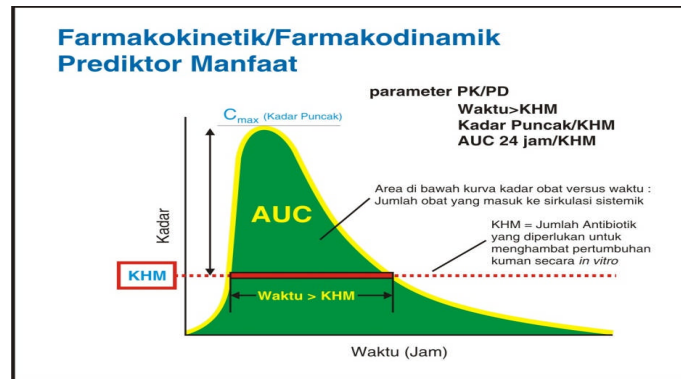 Farmakokinetik/Farmakodinamik
Prediktor Manfaat
parameter PK/PD
Waktu>KHM
Kadar Puncak/KHM
AUC 24 jam/KHM
Cmax (Kadar Puncak)
Area di bawah kurva kadar obat versus waktu :
Jumlah obat yang masuk ke sirkulasi sistemik
AUC
Kadar
KHM = Jumlah Antibiotik
yang diperlukan untuk
menghambat pertumbuhan
kuman secara in vitro
KHM
Waktu > KHM
Waktu (Jam)